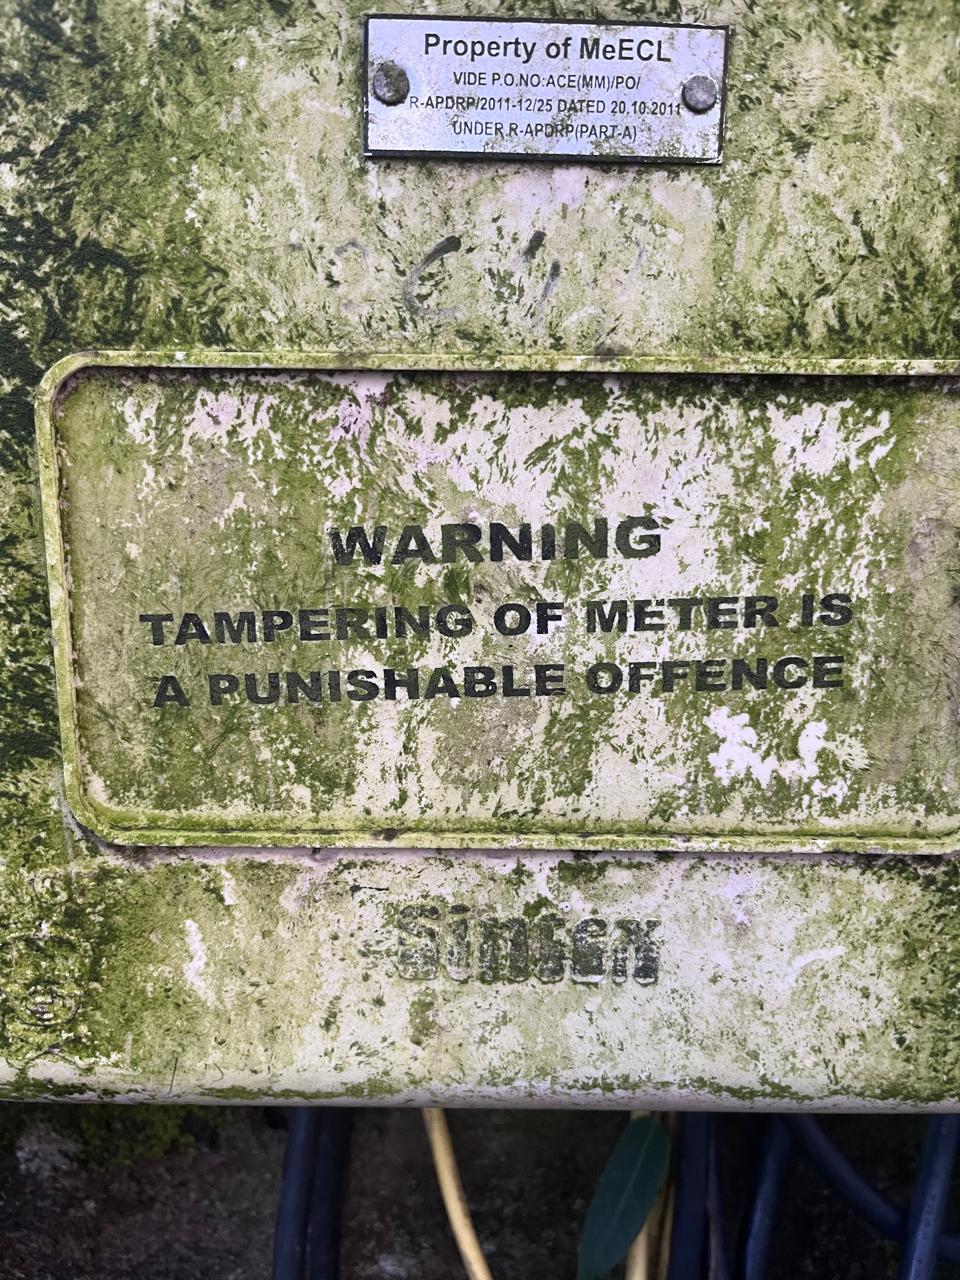 Property of MeECL
VIDE P.O.NO:ACE(MM)/PO/
R-APDRP/2011-12/25 DATED 20.10.2011
UNDER R-APDRP(PART-A)
WARNING
TAMPERING OF METER IS
A PUNISHABLE OFFENCE
Sintex